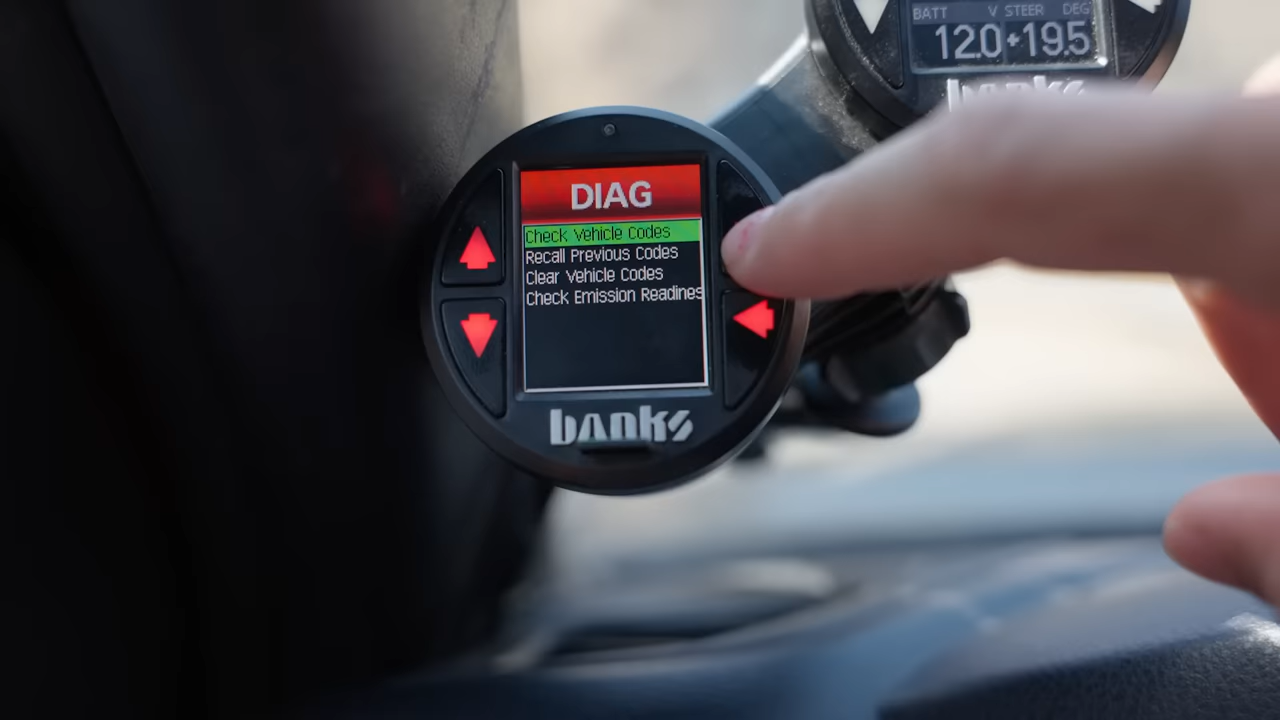 BATT V STEER DEG
12.0+19.5
banks
DIAG
Check Vehicle Codes
Recall Previous Codes
Clear Vehicle Codes
Check Emission Readines
banks